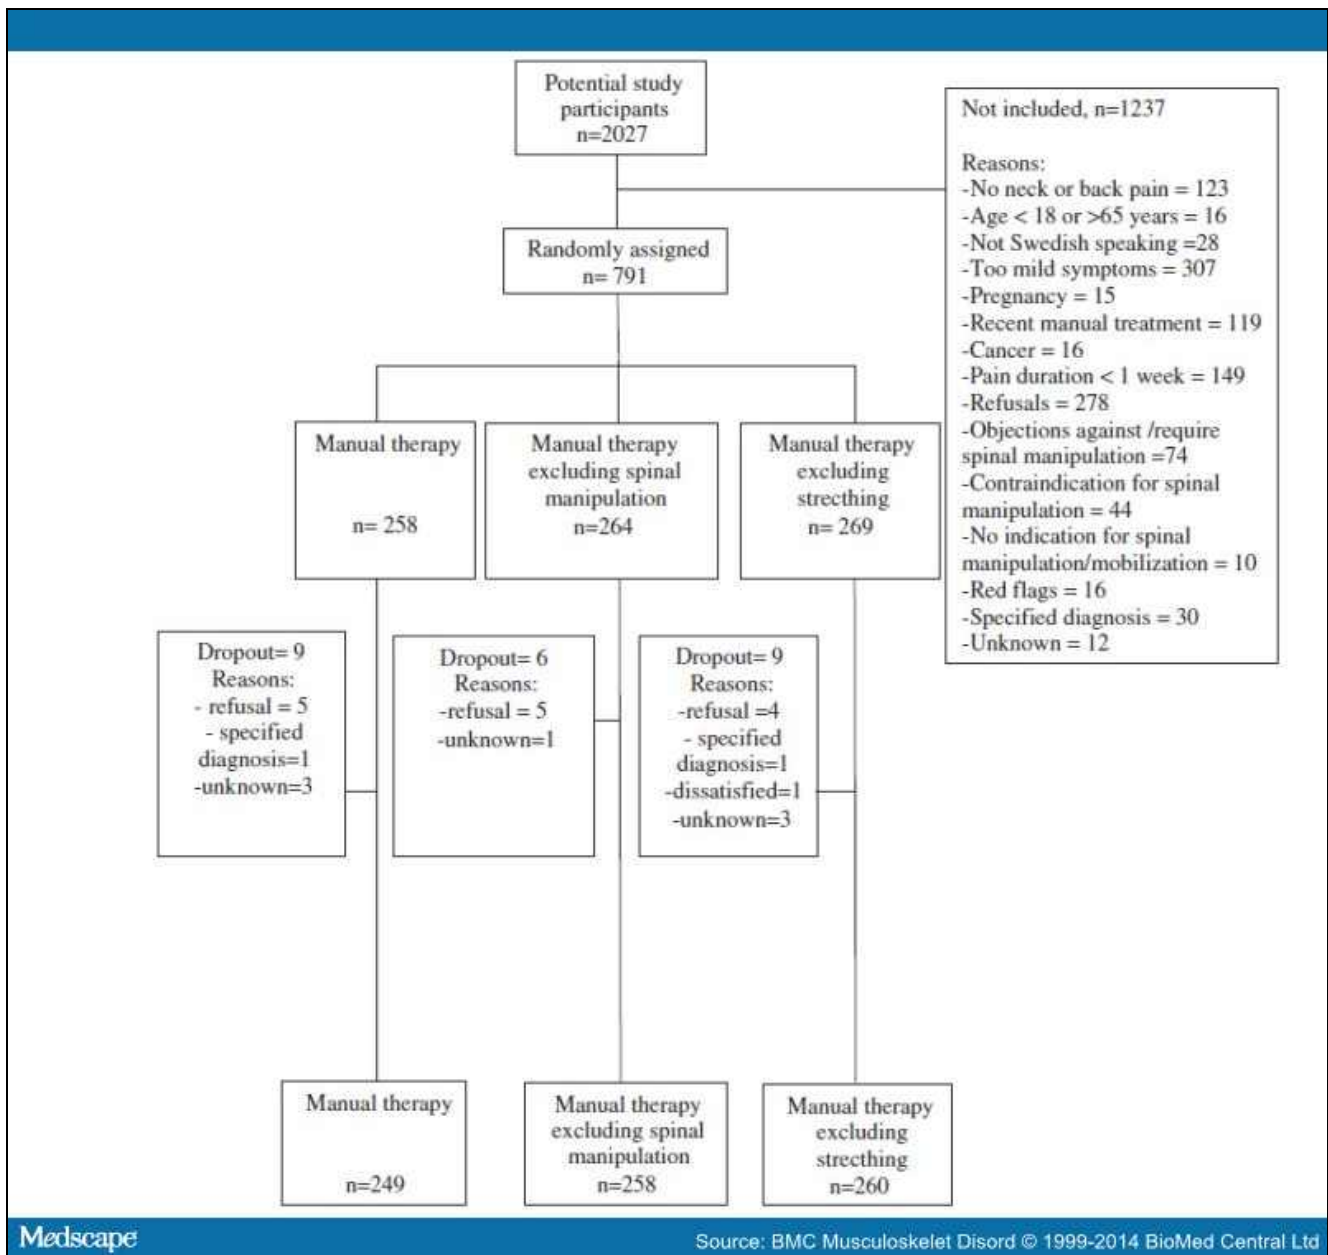 Potential study
participants
n=2027
Not included, n=1237
Reasons:
-No neck or back pain = 123
-Age < 18 or >65 years = 16
-Not Swedish speaking =28
-Too mild symptoms = 307
-Pregnancy = 15
-Recent manual treatment = 119
-Cancer = 16
-Pain duration < 1 week = 149
-Refusals = 278
-Objections against /require
spinal manipulation =74
-Contraindication for spinal
manipulation = 44
-No indication for spinal
manipulation/mobilization = 10
-Red flags = 16
-Specified diagnosis = 30
-Unknown = 12
Randomly assigned
n= 791
Manual therapy
n= 258
Manual therapy
excluding spinal
manipulation
n=264
Manual therapy
excluding
strecthing
n= 269
Dropout= 9
Reasons:
- refusal = 5
- specified
diagnosis=1
-unknown=3
Dropout= 6
Reasons:
-refusal = 5
-unknown=1
Dropout= 9
Reasons:
-refusal =4
- specified
diagnosis=1
-dissatisfied=1
-unknown=3
Manual therapy
n=249
Manual therapy
excluding spinal
manipulation
n=258
Manual therapy
excluding
strecthing
n=260
Medscape
Source: BMC Musculoskelet Disord © 1999-2014 BioMed Central Ltd